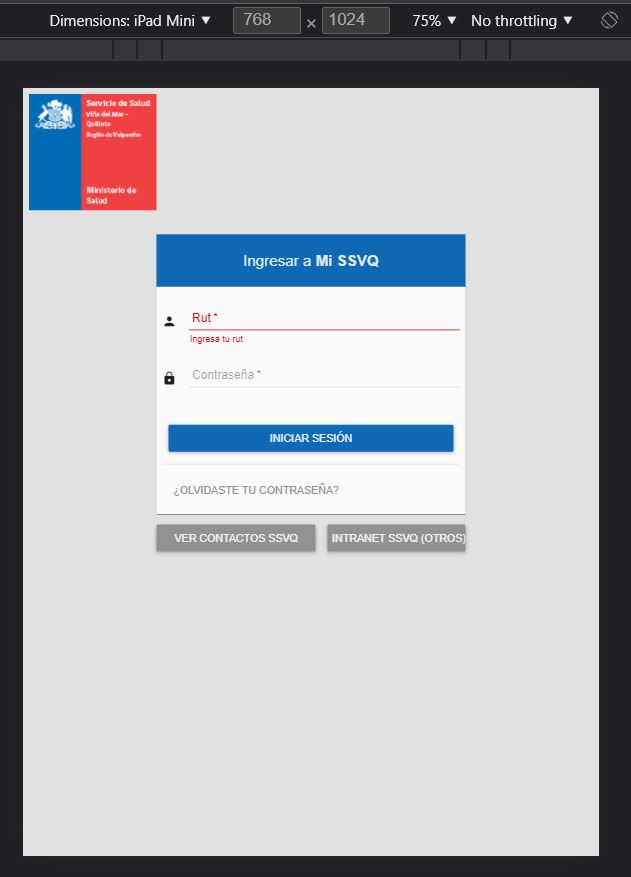 Dimensions: iPad Mini ▼ 768 × 1024 75% ▼ No throttling ▼
Servicio de Salud
Viña del Mar -
Quillota
Región de Valparaíso
Ministerio de
Salud
Ingresar a Mi SSVQ
Rut *
Ingresa tu rut
Contraseña *
INICIAR SESIÓN
¿OLVIDASTE TU CONTRASEÑA?
VER CONTACTOS SSVQ INTRANET SSVQ (OTROS)